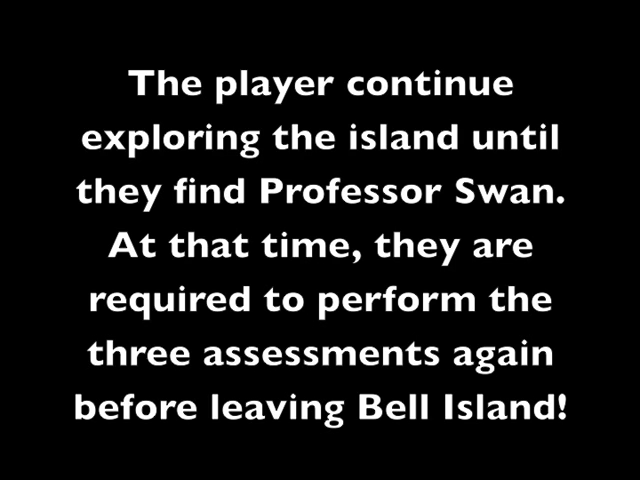 The player continue
exploring the island until
they find Professor Swan.
At that time, they are
required to perform the
three assessments again
before leaving Bell Island!